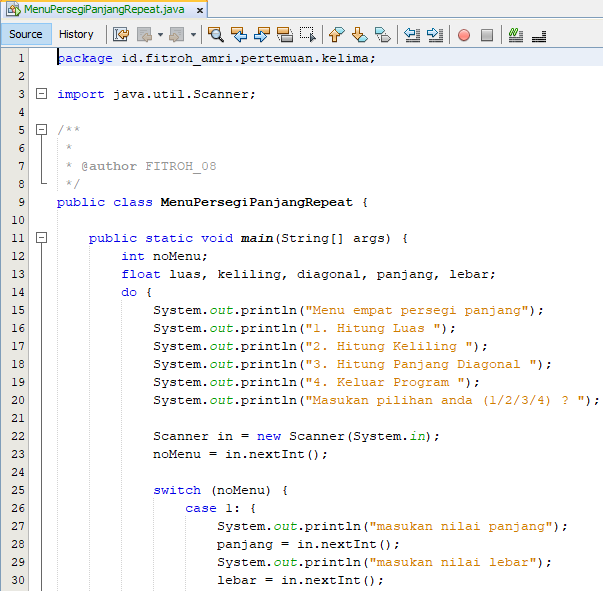 MenuPersegiPanjangRepeat.java
Source History
1 package id.fitroh_amri.pertemuan.kelima;
2
3 import java.util.Scanner;
4
5 /**
6 *
7 * @author FITROH_08
8 */
9 public class MenuPersegiPanjangRepeat {
10
11 public static void main(String[] args) {
12 int noMenu;
13 float luas, keliling, diagonal, panjang, lebar;
14 do {
15 System.out.println("Menu empat persegi panjang");
16 System.out.println("1. Hitung Luas ");
17 System.out.println("2. Hitung Keliling ");
18 System.out.println("3. Hitung Panjang Diagonal ");
19 System.out.println("4. Keluar Program ");
20 System.out.println("Masukan pilihan anda (1/2/3/4) ? ");
21
22 Scanner in = new Scanner(System.in);
23 noMenu = in.nextInt();
24
25 switch (noMenu) {
26 case 1: {
27 System.out.println("masukan nilai panjang");
28 panjang = in.nextInt();
29 System.out.println("masukan nilai lebar");
30 lebar = in.nextInt();